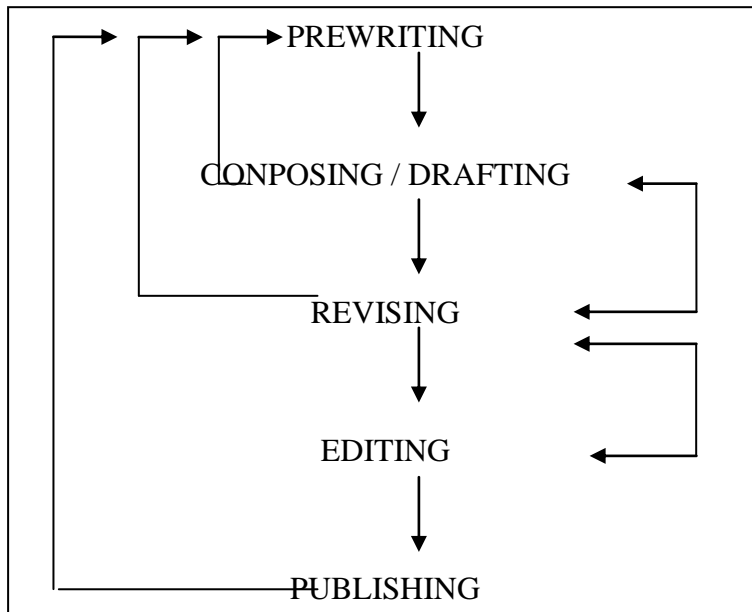 PREWRITING
CONPOSING / DRAFTING
REVISING
EDITING
PUBLISHING